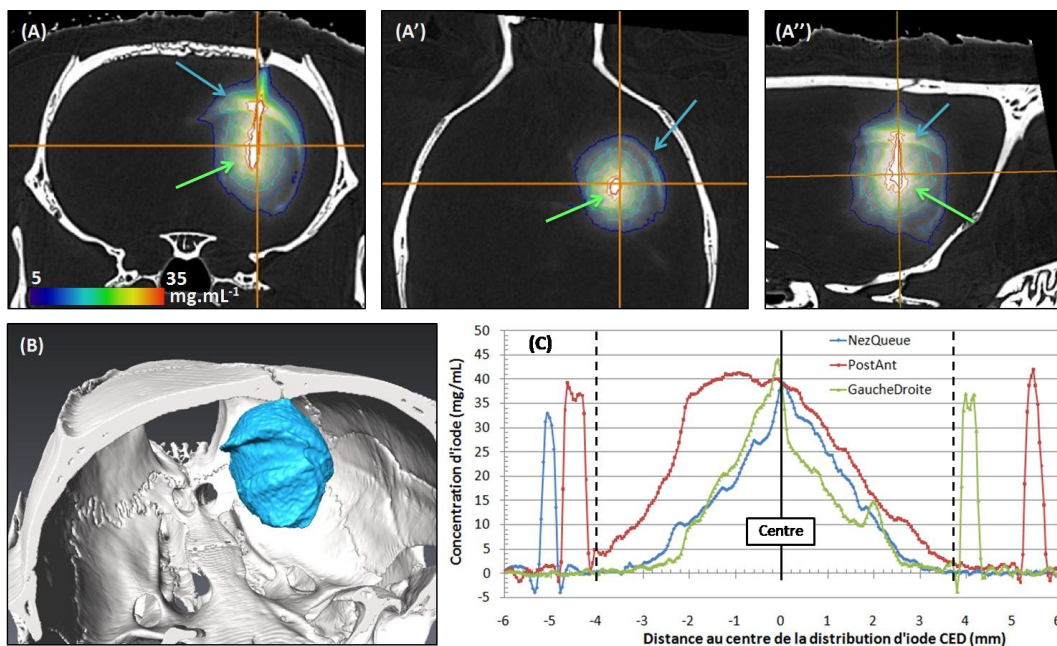 (A)
(A')
(A'')
5 35
mg.mL⁻¹
(B)
(C)
50
45
40
35
30
25
20
15
10
5
0
-5
Concentration d'iode (mg/mL)
NezQueue
PostAnt
GaucheDroite
Centre
-6 -5 -4 -3 -2 -1 0 1 2 3 4 5 6
Distance au centre de la distribution d'iode CED (mm)